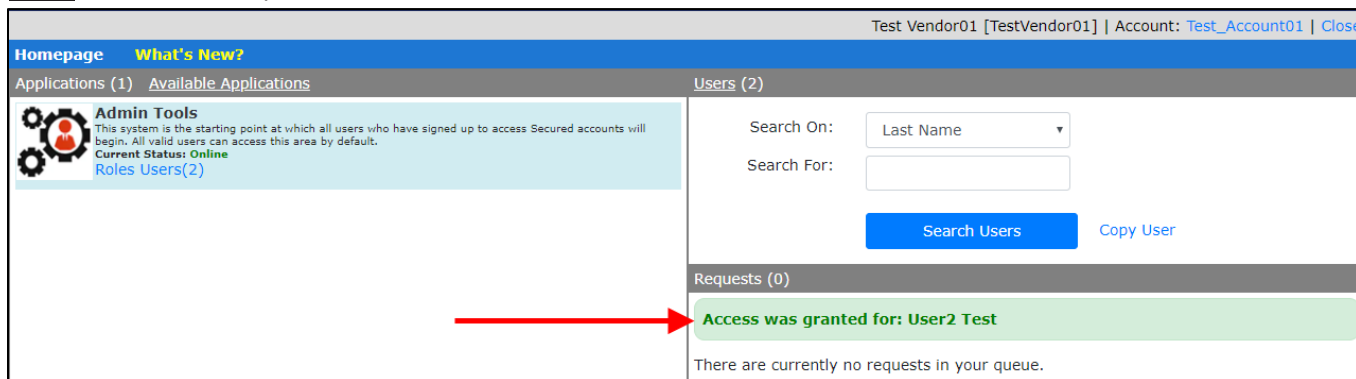 Test Vendor01 [TestVendor01] | Account: Test_Account01 | Close
Homepage What's New?
Applications (1) Available Applications
Admin Tools
This system is the starting point at which all users who have signed up to access Secured accounts will
begin. All valid users can access this area by default.
Current Status: Online
Roles Users(2)
Users (2)
Search On: Last Name
Search For:
Search Users Copy User
Requests (0)
Access was granted for: User2 Test
There are currently no requests in your queue.